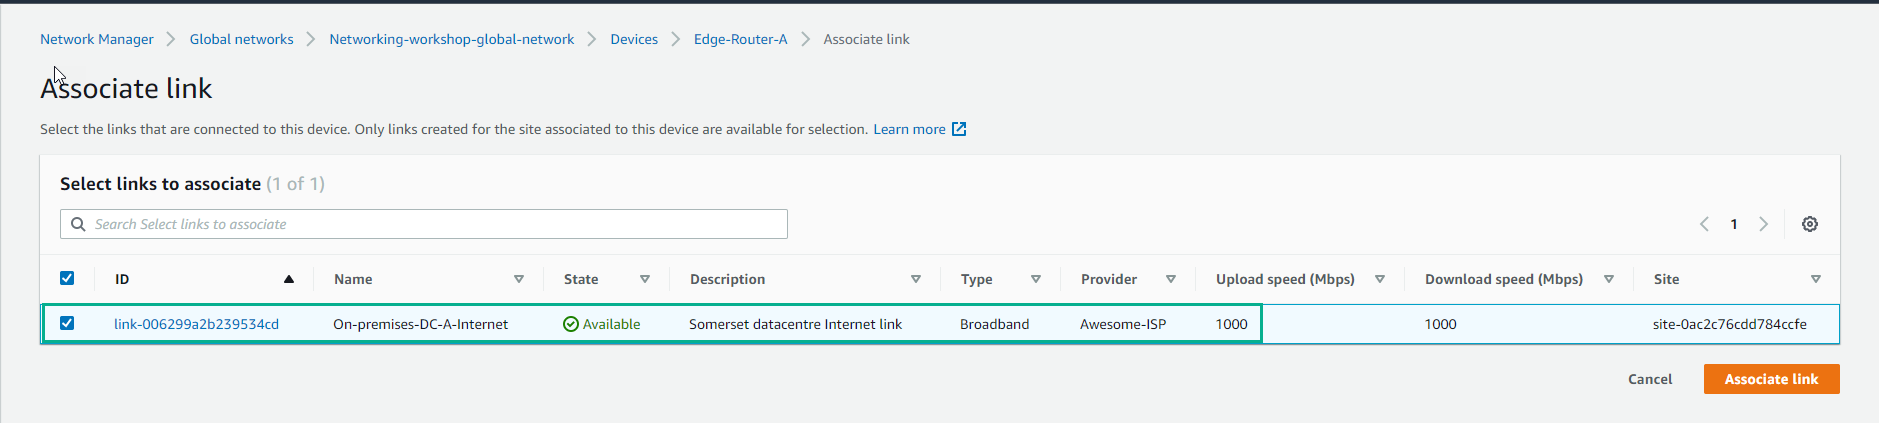 Network Manager > Global networks > Networking-workshop-global-network > Devices > Edge-Router-A > Associate link
Associate link
Select the links that are connected to this device. Only links created for the site associated to this device are available for selection. Learn more
Select links to associate (1 of 1)
Search Select links to associate < 1 >
ID Name State Description Type Provider Upload speed (Mbps) Download speed (Mbps) Site
link-006299a2b239534cd On-premises-DC-A-Internet Available Somerset datacentre Internet link Broadband Awesome-ISP 1000 1000 site-0ac2c76cdd784ccfe
Cancel Associate link